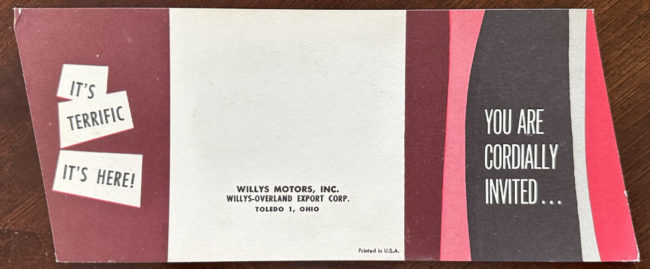 IT'S
TERRIFIC
IT'S HERE!
WILLYS MOTORS, INC.
WILLYS-OVERLAND EXPORT CORP.
TOLEDO 1, OHIO
Printed in U.S.A.
YOU ARE
CORDIALLY
INVITED...